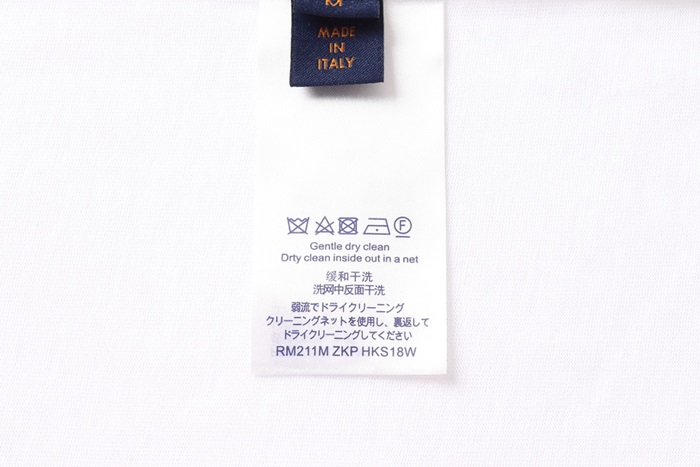 M
MADE
IN
ITALY
F
Gentle dry clean
Drty clean inside out in a net
缓和干洗
洗网中反面干洗
弱流でドライクリーニング
クリーニングネットを使用し、裏返して
ドライクリーニングしてください
RM211M ZKP HKS18W